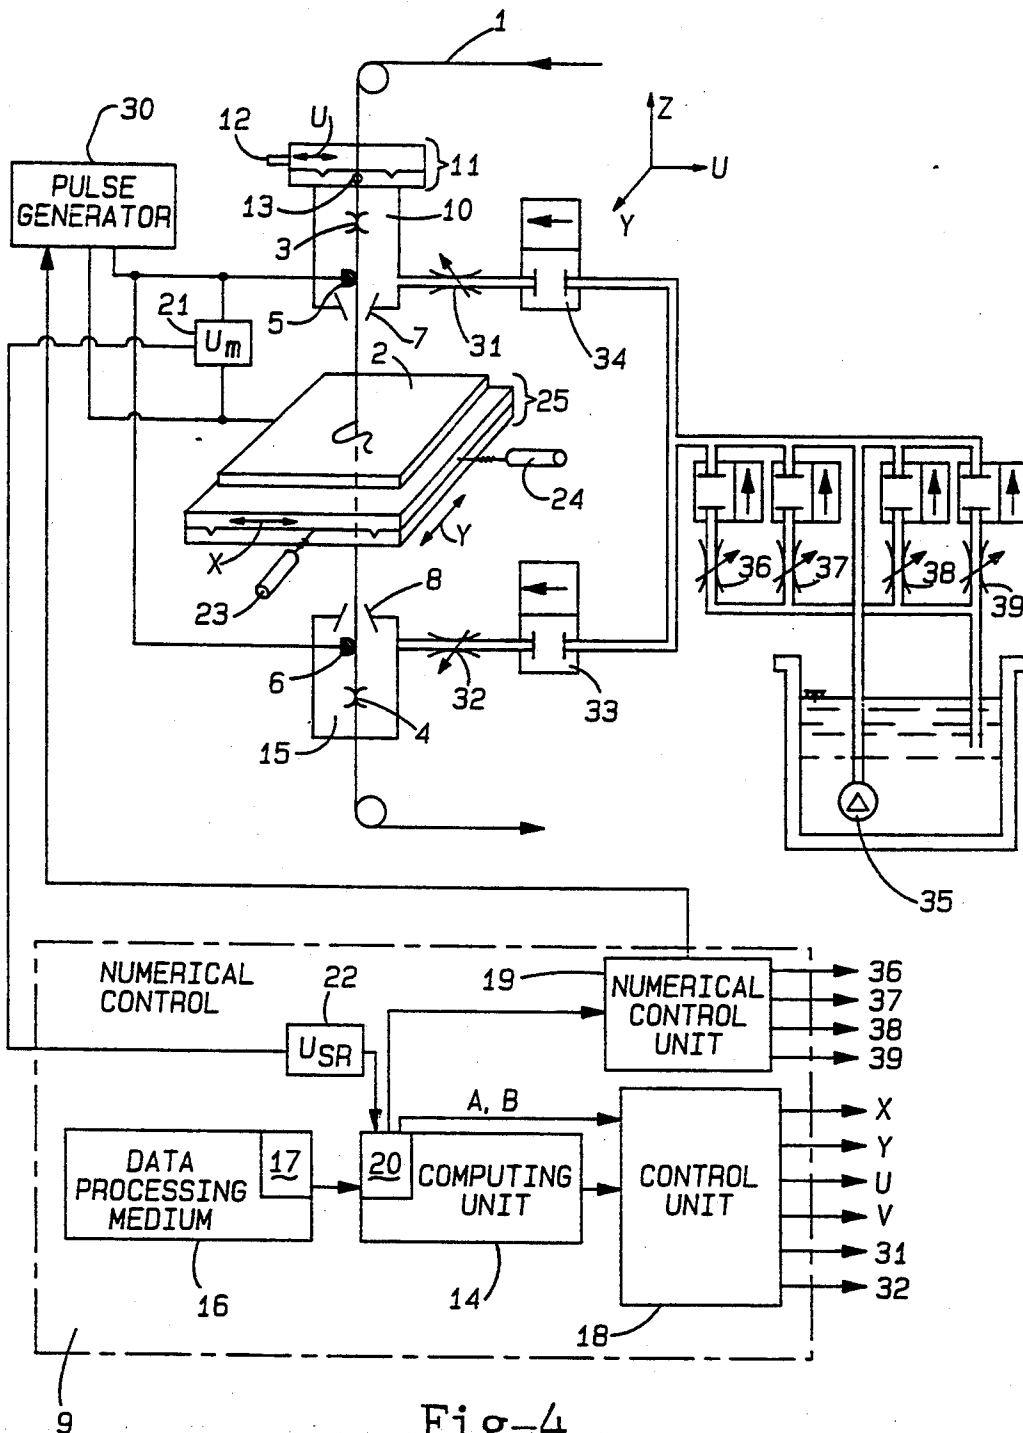 1
30
12
U
11
Z
U
Y
PULSE
GENERATOR
13
10
3
5
7
31
34
21
Um
2
25
24
X
Y
23
36
37
38
39
8
6
32
33
15
4
35
NUMERICAL
CONTROL
22
USR
19
NUMERICAL
CONTROL
UNIT
36
37
38
39
A, B
DATA
PROCESSING
MEDIUM
17
20
COMPUTING
UNIT
CONTROL
UNIT
X
Y
U
V
31
32
16
14
18
9
Fig-4